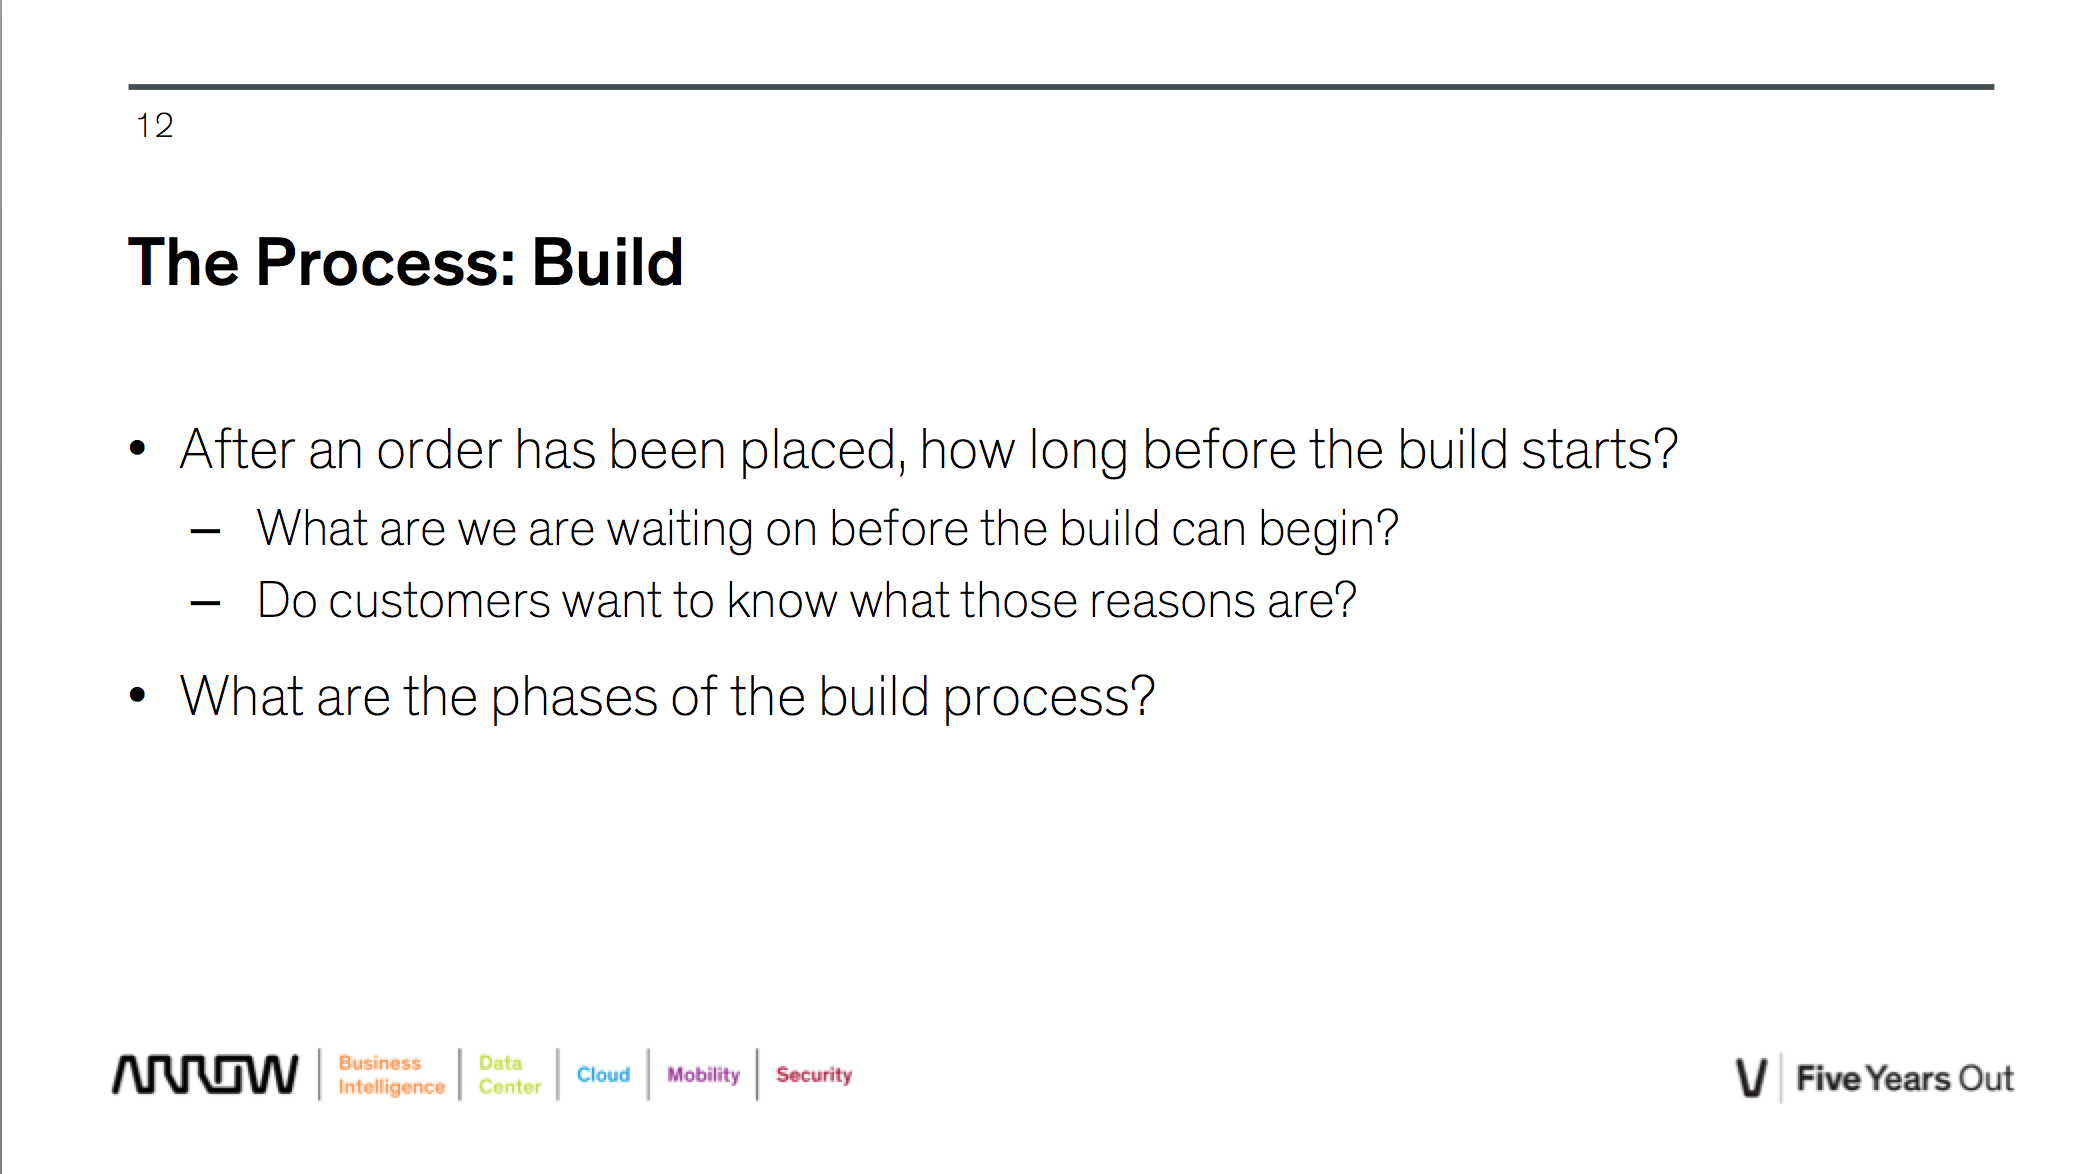 12
The Process: Build
• After an order has been placed, how long before the build starts?
– What are we are waiting on before the build can begin?
– Do customers want to know what those reasons are?
• What are the phases of the build process?
ARROW
Business
Intelligence
Data
Center
Cloud
Mobility
Security
Five Years Out